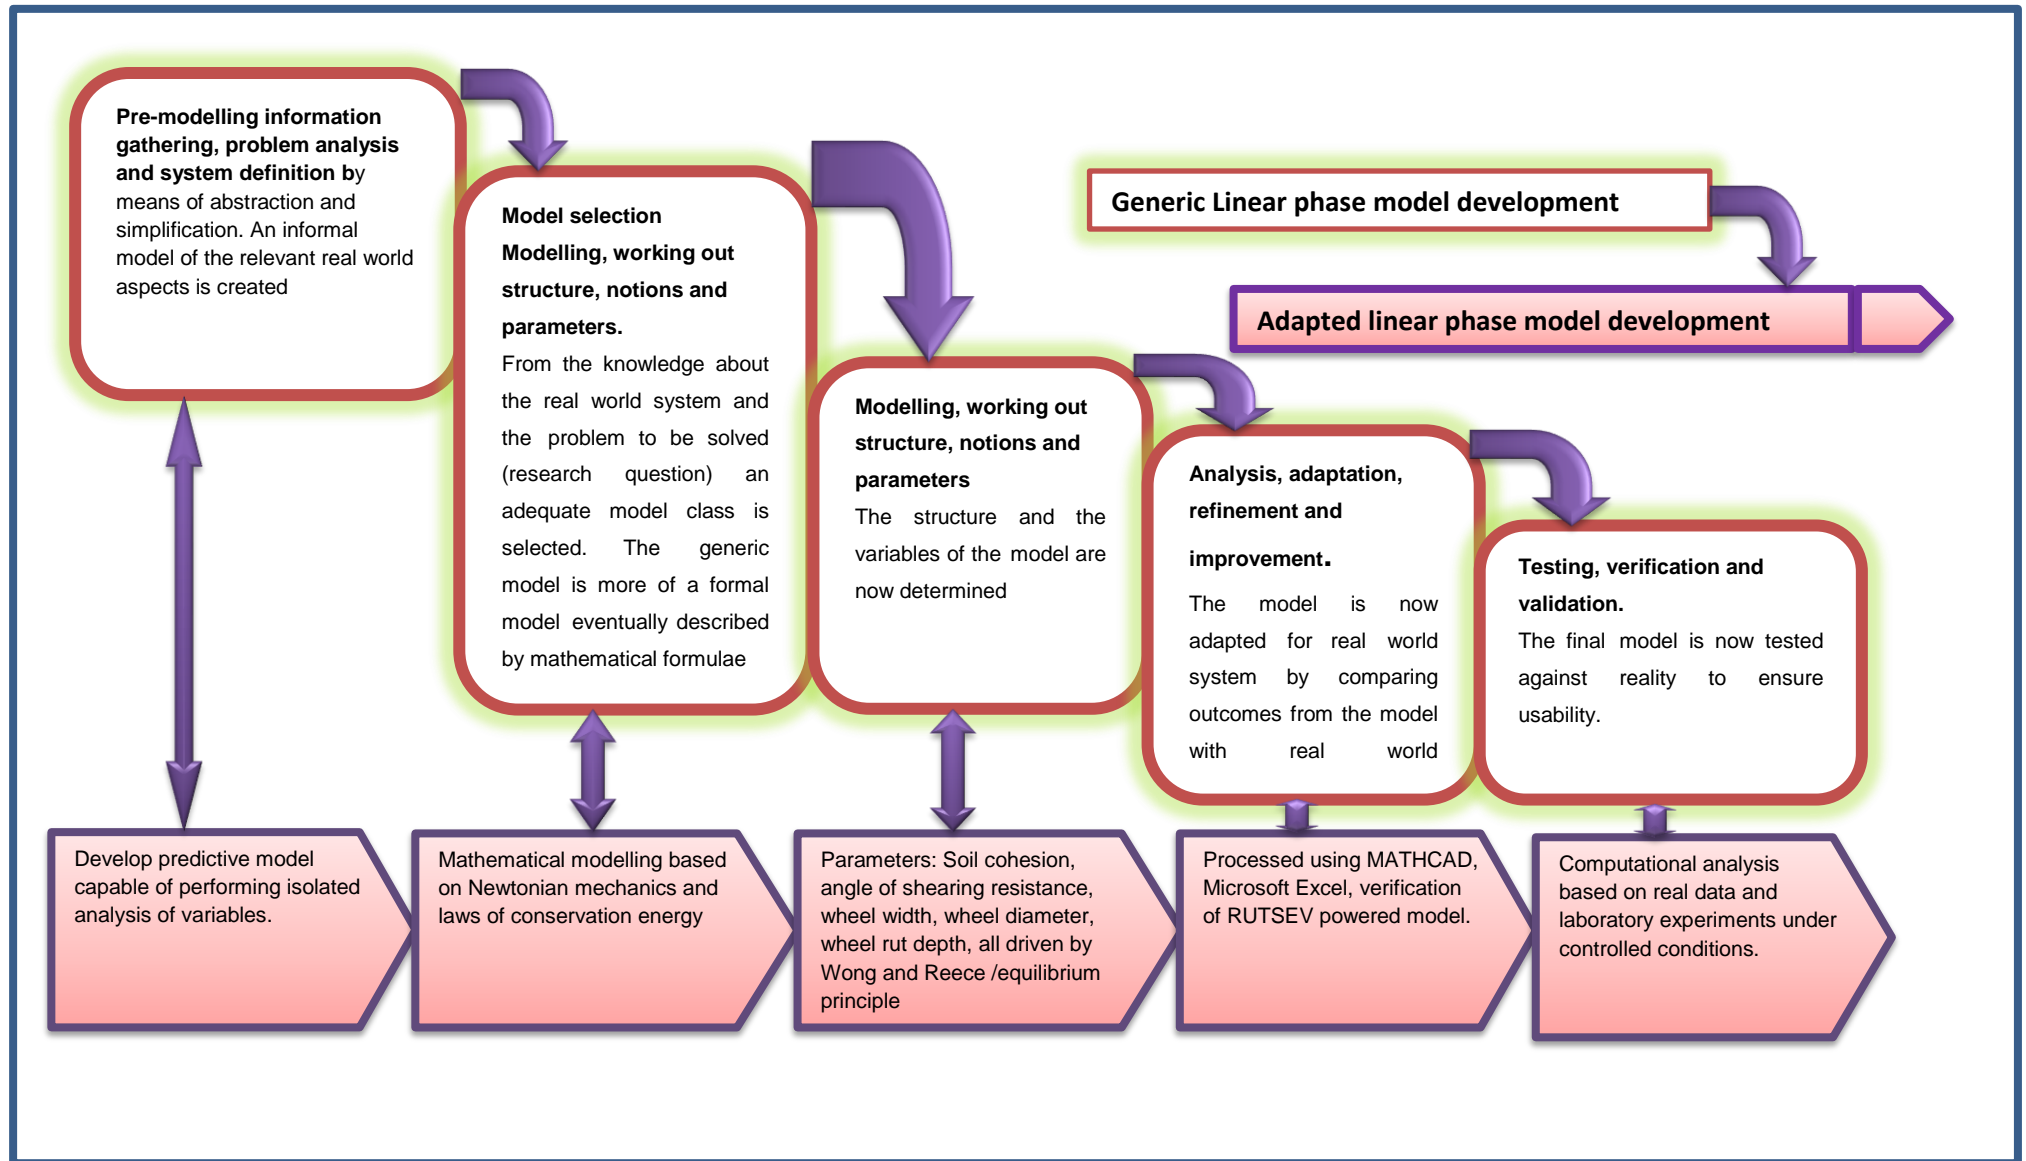 Pre-modelling information
gathering, problem analysis
and system definition by
means of abstraction and
simplification. An informal
model of the relevant real world
aspects is created
Model selection
Modelling, working out
structure, notions and
parameters.
From the knowledge about
the real world system and
the problem to be solved
(research question) an
adequate model class is
selected. The generic
model is more of a formal
model eventually described
by mathematical formulae
Generic Linear phase model development
Adapted linear phase model development
Modelling, working out
structure, notions and
parameters
The structure and the
variables of the model are
now determined
Analysis, adaptation,
refinement and
improvement.
The model is now
adapted for real world
system by comparing
outcomes from the model
with real world
Testing, verification and
validation.
The final model is now tested
against reality to ensure
usability.
Develop predictive model
capable of performing isolated
analysis of variables.
Mathematical modelling based
on Newtonian mechanics and
laws of conservation energy
Parameters: Soil cohesion,
angle of shearing resistance,
wheel width, wheel diameter,
wheel rut depth, all driven by
Wong and Reece /equilibrium
principle
Processed using MATHCAD,
Microsoft Excel, verification
of RUTSEV powered model.
Computational analysis
based on real data and
laboratory experiments under
controlled conditions.